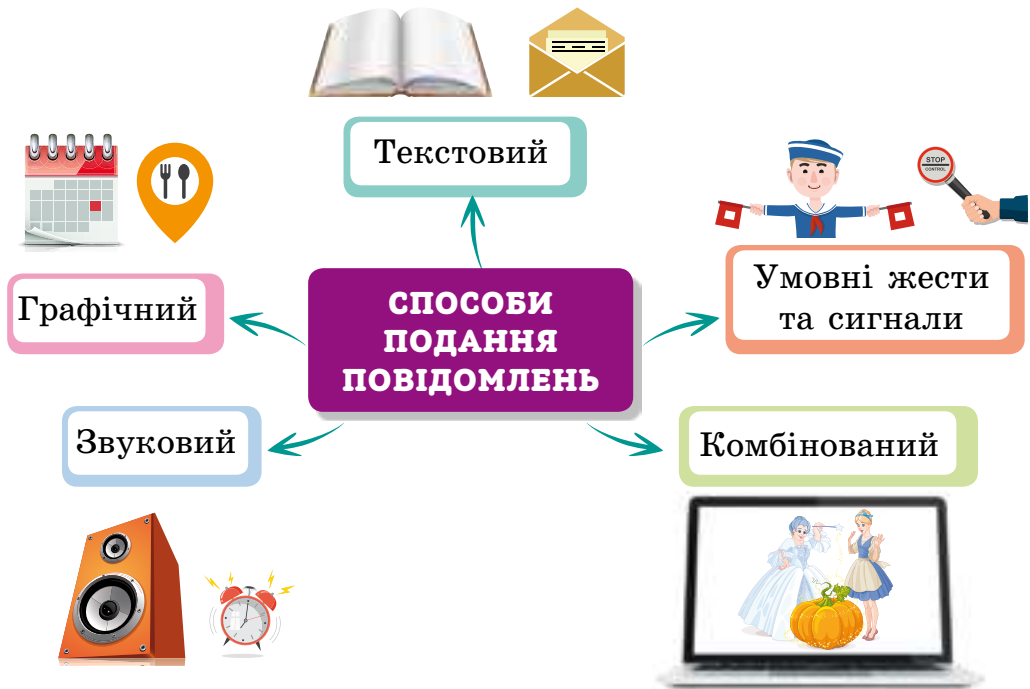 Текстовий
STOP
CONTROL
Графічний
СПОСОБИ
ПОДАННЯ
ПОВІДОМЛЕНЬ
Умовні жести
та сигнали
Звуковий
Комбінований